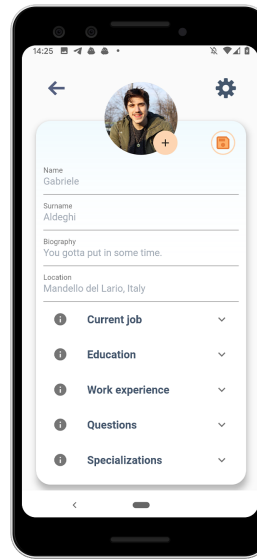 14:25
Name
Gabriele
Surname
Aldeghi
Biography
You gotta put in some time.
Location
Mandello del Lario, Italy
Current job
Education
Work experience
Questions
Specializations